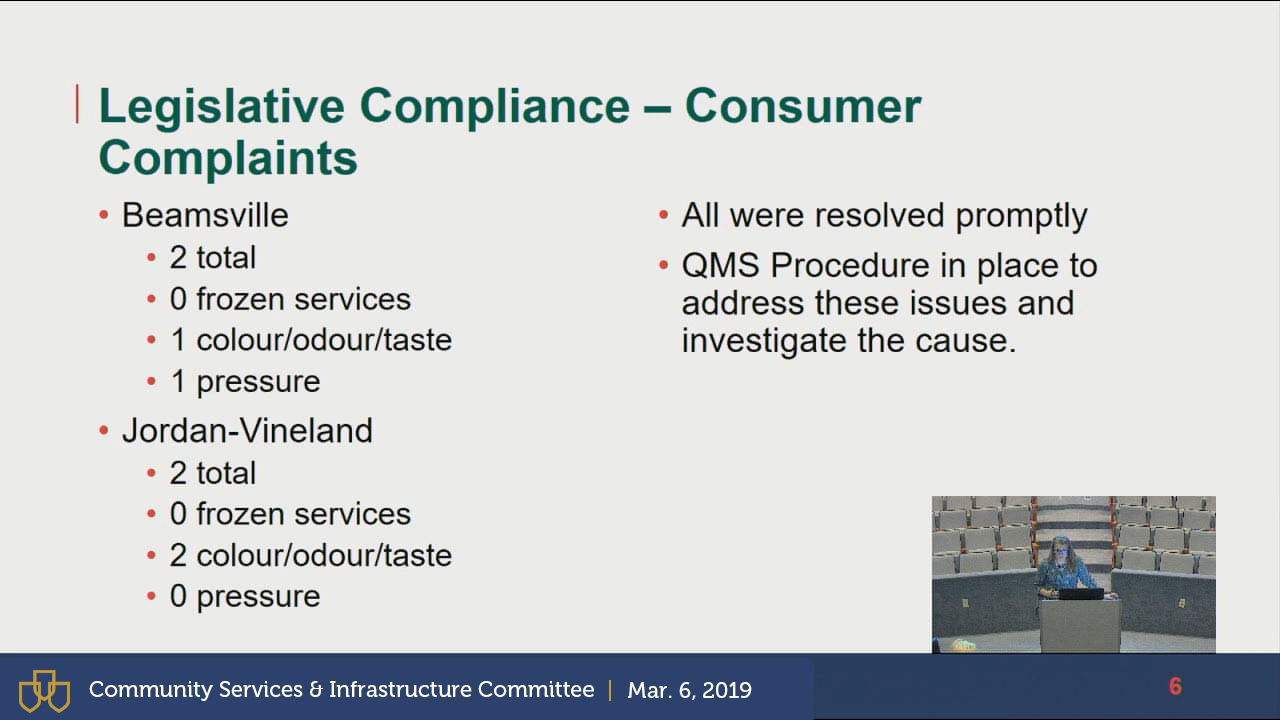 Legislative Compliance – Consumer
Complaints
• Beamsville
• 2 total
• 0 frozen services
• 1 colour/odour/taste
• 1 pressure
• Jordan-Vineland
• 2 total
• 0 frozen services
• 2 colour/odour/taste
• 0 pressure
• All were resolved promptly
• QMS Procedure in place to
address these issues and
investigate the cause.
Community Services & Infrastructure Committee | Mar. 6, 2019
6